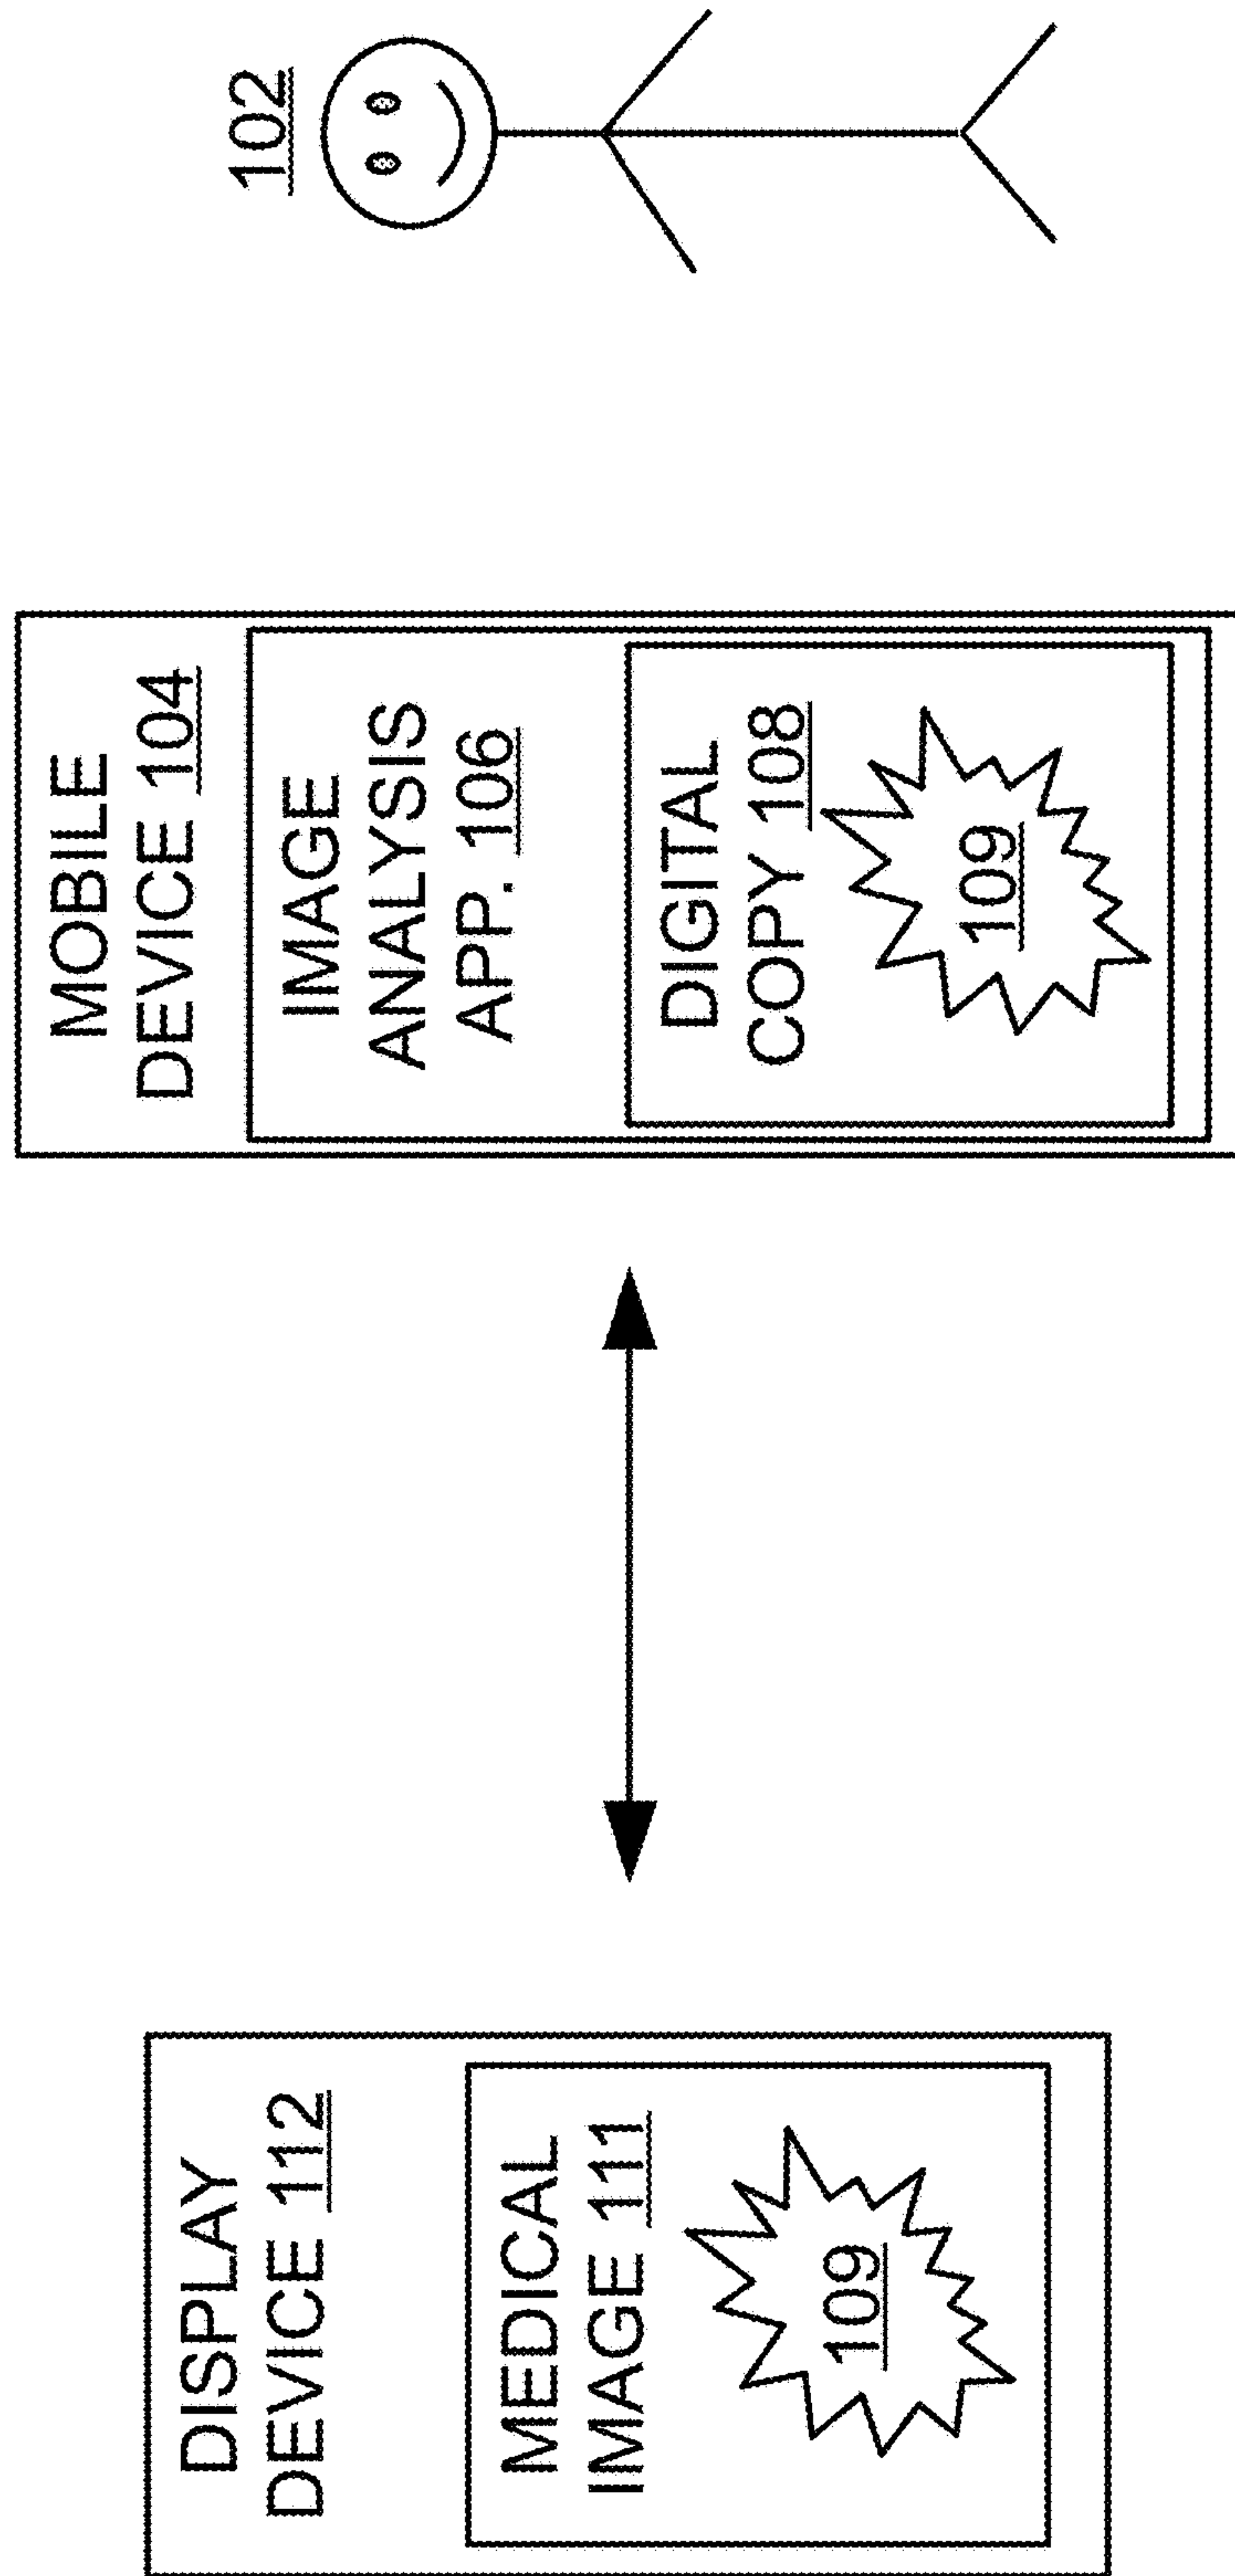 DISPLAY
DEVICE 112
MEDICAL
IMAGE 111
109
MOBILE
DEVICE 104
IMAGE
ANALYSIS
APP. 106
DIGITAL
COPY 108
109
102